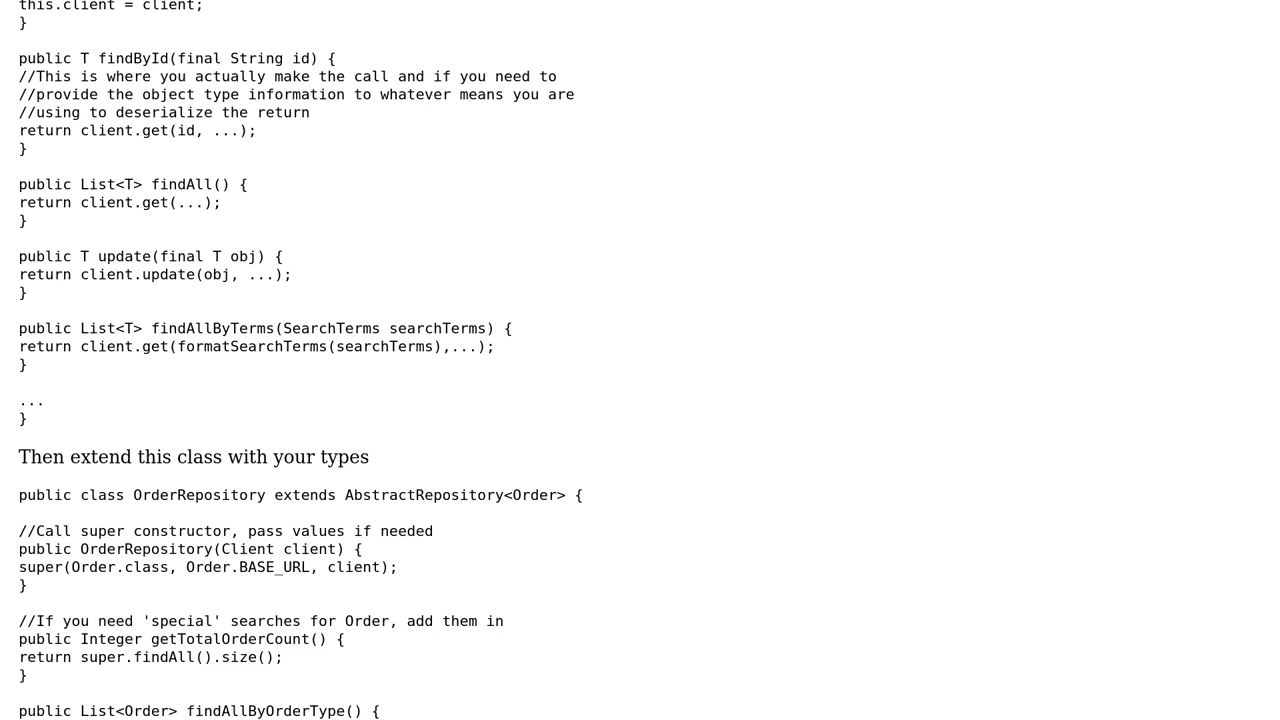 this.client = client;
}
public T findById(final String id) {
//This is where you actually make the call and if you need to
//provide the object type information to whatever means you are
//using to deserialize the return
return client.get(id, ...);
}
public List<T> findAll() {
return client.get(...);
}
public T update(final T obj) {
return client.update(obj, ...);
}
public List<T> findAllByTerms(SearchTerms searchTerms) {
return client.get(formatSearchTerms(searchTerms),...);
}
...
}
Then extend this class with your types
public class OrderRepository extends AbstractRepository<Order> {
//Call super constructor, pass values if needed
public OrderRepository(Client client) {
super(Order.class, Order.BASE_URL, client);
}
//If you need 'special' searches for Order, add them in
public Integer getTotalOrderCount() {
return super.findAll().size();
}
public List<Order> findAllByOrderType() {